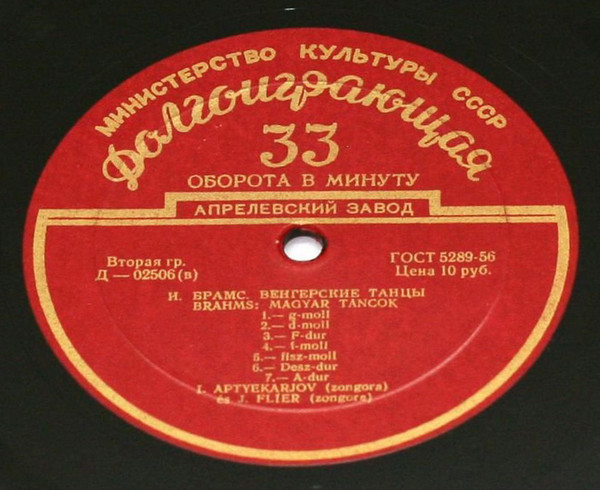 МИНИСТЕРСТВО КУЛЬТУРЫ СССР
Долгоиграющая
33
ОБОРОТА В МИНУТУ
АПРЕЛЕВСКИЙ ЗАВОД
Вторая гр.
Д — 02506 (в)
ГОСТ 5289-56
Цена 10 руб.
И. БРАМС. ВЕНГЕРСКИЕ ТАНЦЫ
BRAHMS: MAGYAR TANCOK
1.— g-moll
2.— d-moll
3.— F-dur
4.— f-moll
5.— fisz-moll
6.— Desz-dur
7.— A-dur
I. APTYEKARJOV (zongora)
és J. FLIER (zongora)